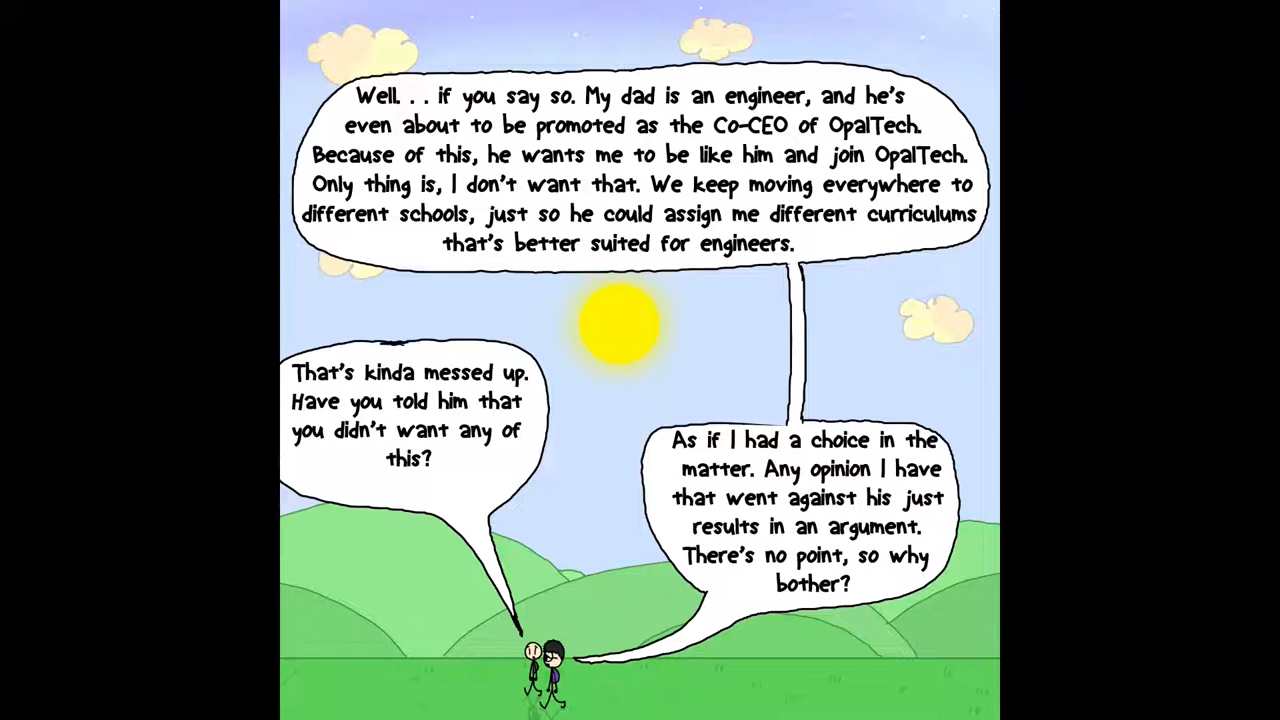 Well. . . if you say so. My dad is an engineer, and he's
even about to be promoted as the Co-CEO of OpalTech.
Because of this, he wants me to be like him and join OpalTech.
Only thing is, I don't want that. We keep moving everywhere to
different schools, just so he could assign me different curriculums
that's better suited for engineers.
That's kinda messed up.
Have you told him that
you didn't want any of
this?
As if I had a choice in the
matter. Any opinion I have
that went against his just
results in an argument.
There's no point, so why
bother?